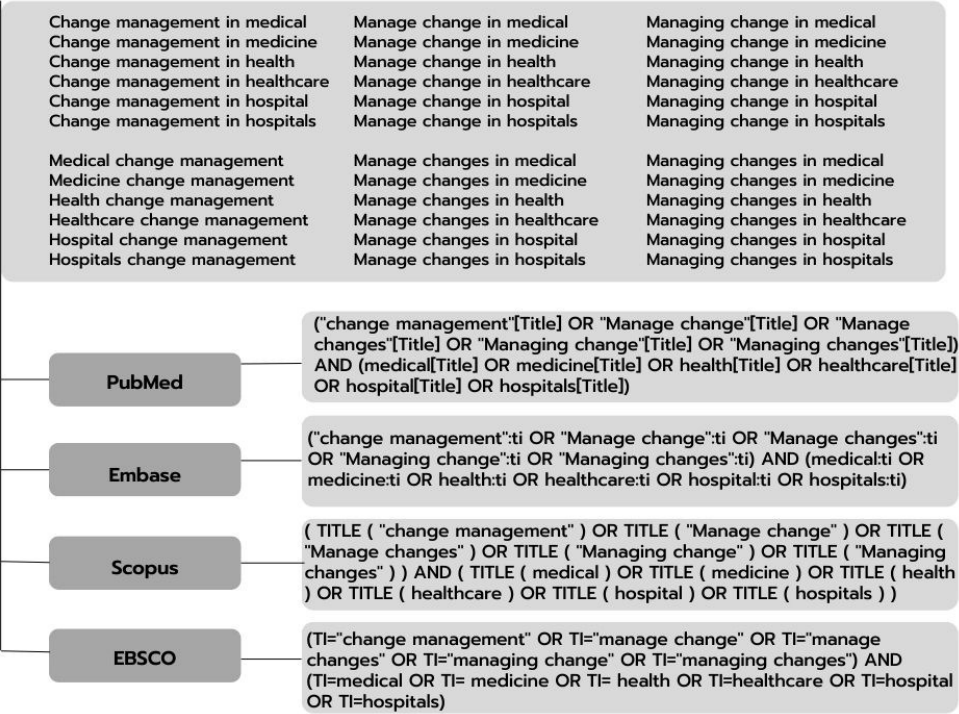 Change management in medical
Change management in medicine
Change management in health
Change management in healthcare
Change management in hospital
Change management in hospitals
Manage change in medical
Manage change in medicine
Manage change in health
Manage change in healthcare
Manage change in hospital
Manage change in hospitals
Managing change in medical
Managing change in medicine
Managing change in health
Managing change in healthcare
Managing change in hospital
Managing change in hospitals
Medical change management
Medicine change management
Health change management
Healthcare change management
Hospital change management
Hospitals change management
Manage changes in medical
Manage changes in medicine
Manage changes in health
Manage changes in healthcare
Manage changes in hospital
Manage changes in hospitals
Managing changes in medical
Managing changes in medicine
Managing changes in health
Managing changes in healthcare
Managing changes in hospital
Managing changes in hospitals
PubMed
("change management"[Title] OR "Manage change"[Title] OR "Manage
changes"[Title] OR "Managing change"[Title] OR "Managing changes"[Title])
AND (medical[Title] OR medicine[Title] OR health[Title] OR healthcare[Title]
OR hospital[Title] OR hospitals[Title])
Embase
("change management":ti OR "Manage change":ti OR "Manage changes":ti
OR "Managing change":ti OR "Managing changes":ti) AND (medical:ti OR
medicine:ti OR health:ti OR healthcare:ti OR hospital:ti OR hospitals:ti)
Scopus
( TITLE ( "change management" ) OR TITLE ( "Manage change" ) OR TITLE (
"Manage changes" ) OR TITLE ( "Managing change" ) OR TITLE ( "Managing
changes" ) ) AND ( TITLE ( medical ) OR TITLE ( medicine ) OR TITLE ( health
) OR TITLE ( healthcare ) OR TITLE ( hospital ) OR TITLE ( hospitals ) )
EBSCO
(TI="change management" OR TI="manage change" OR TI="manage
changes" OR TI="managing change" OR TI="managing changes") AND
(TI=medical OR TI= medicine OR TI= health OR TI=healthcare OR TI=hospital
OR TI=hospitals)